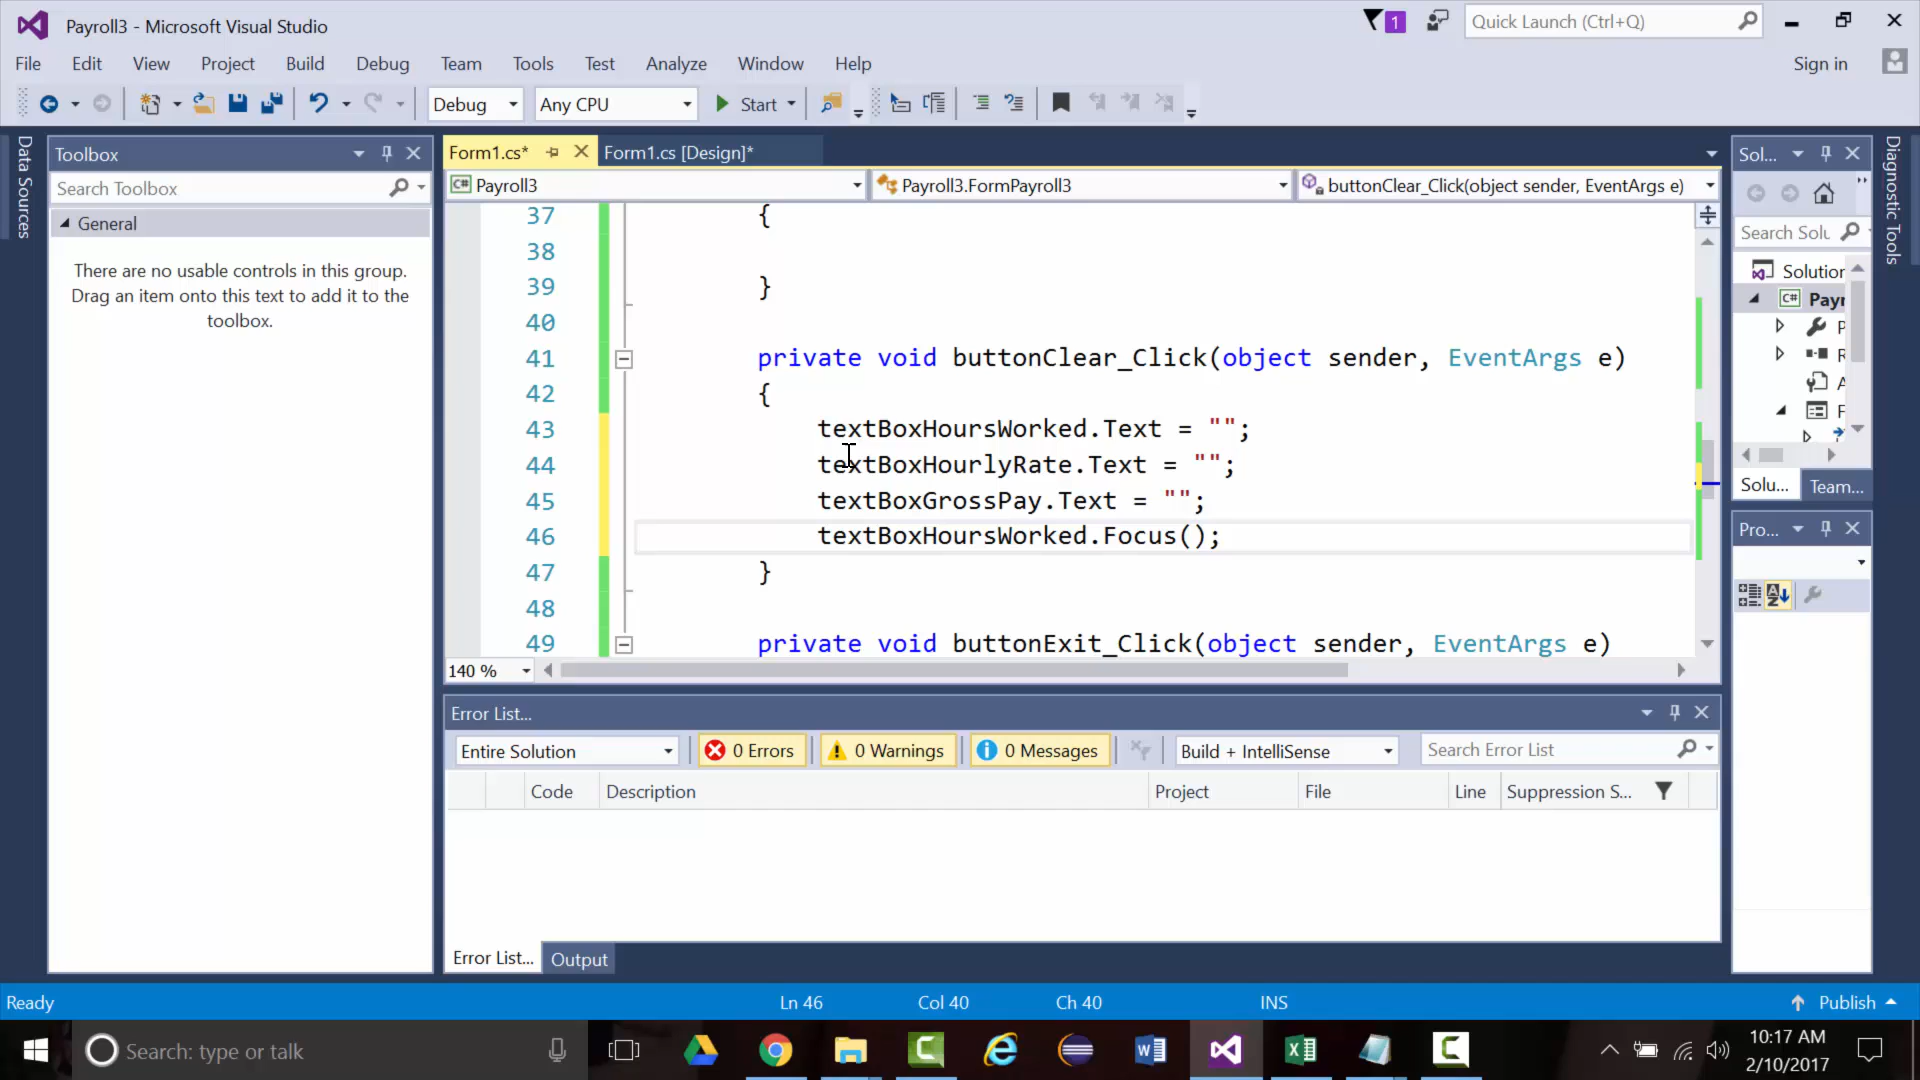 Payroll3 - Microsoft Visual Studio
1
Quick Launch (Ctrl+Q)
File Edit View Project Build Debug Team Tools Test Analyze Window Help
Sign in
Debug
Any CPU
Start
Data Sources
Toolbox
Search Toolbox
General
There are no usable controls in this group.
Drag an item onto this text to add it to the
toolbox.
Form1.cs*
Form1.cs [Design]*
C# Payroll3
Payroll3.FormPayroll3
buttonClear_Click(object sender, EventArgs e)
37 {
38
39 }
40
41 private void buttonClear_Click(object sender, EventArgs e)
42 {
43 textBoxHoursWorked.Text = "";
44 textBoxHourlyRate.Text = "";
45 textBoxGrossPay.Text = "";
46 textBoxHoursWorked.Focus();
47 }
48
49 private void buttonExit_Click(object sender, EventArgs e)
140 %
Error List...
Entire Solution
0 Errors
0 Warnings
0 Messages
Build + IntelliSense
Search Error List
Code Description Project File Line Suppression S...
Error List...
Output
Sol...
Search Solu
Solution
C# Payr
P
R
A
F
Solu...
Team...
Pro...
Diagnostic Tools
Ready
Ln 46
Col 40
Ch 40
INS
Publish
Search: type or talk
10:17 AM
2/10/2017